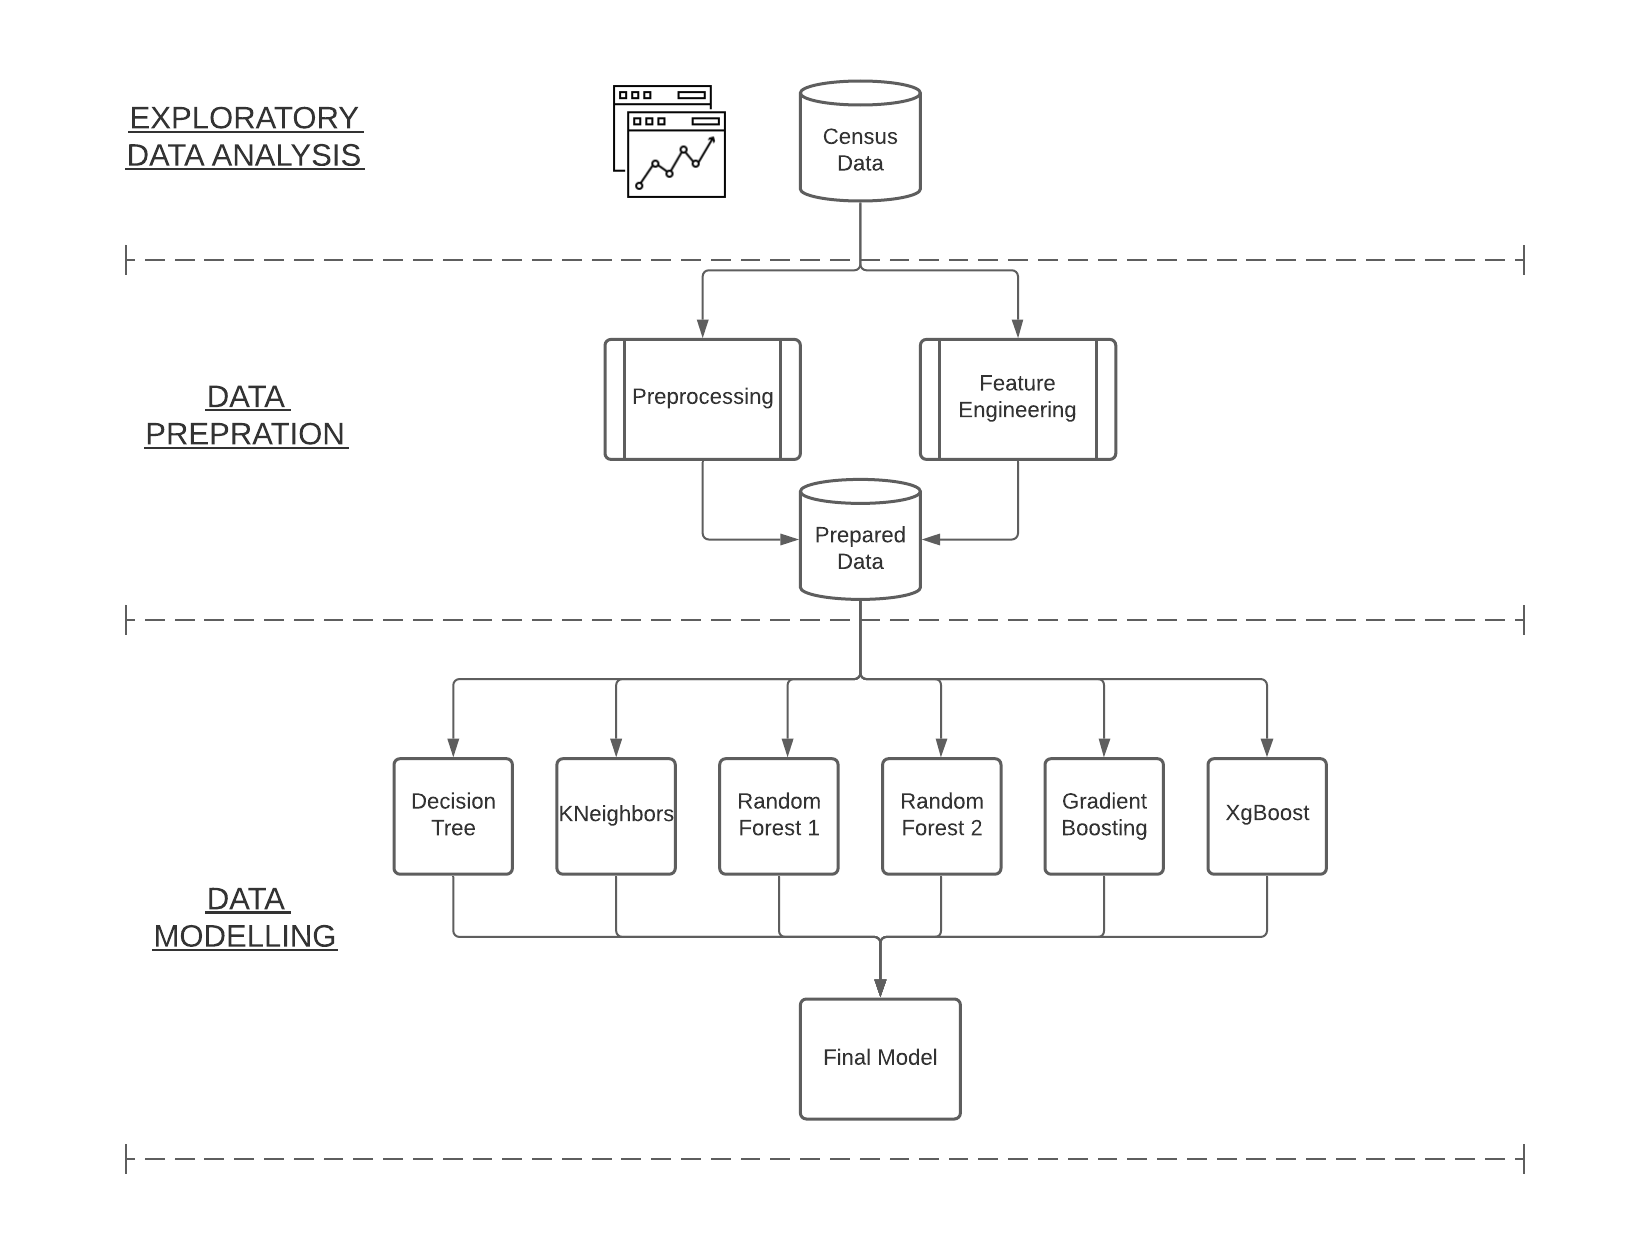 EXPLORATORY
DATA ANALYSIS
Census
Data
DATA
PREPRATION
Preprocessing
Feature
Engineering
Prepared
Data
Decision
Tree
KNeighbors
Random
Forest 1
Random
Forest 2
Gradient
Boosting
XgBoost
DATA
MODELLING
Final Model